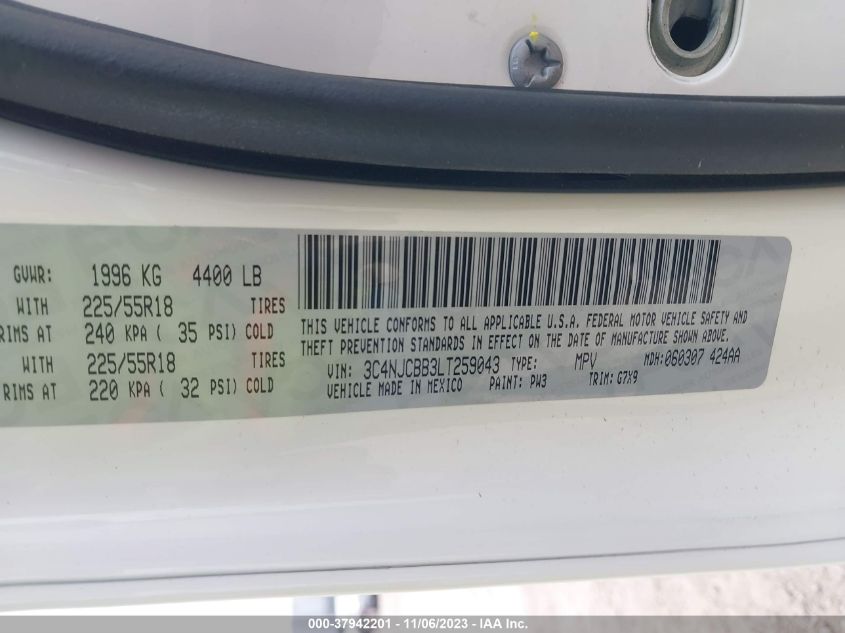 GVWR: 1996 KG 4400 LB
WITH 225/55R18 TIRES
RIMS AT 240 KPA ( 35 PSI) COLD
WITH 225/55R18 TIRES
RIMS AT 220 KPA ( 32 PSI) COLD
THIS VEHICLE CONFORMS TO ALL APPLICABLE U.S.A. FEDERAL MOTOR VEHICLE SAFETY AND
THEFT PREVENTION STANDARDS IN EFFECT ON THE DATE OF MANUFACTURE SHOWN ABOVE.
VIN: 3C4NJCBB3LT259043 TYPE: MPV MDH:060307 424AA
VEHICLE MADE IN MEXICO PAINT: PW3 TRIM: G7X9
000-37942201 - 11/06/2023 - IAA Inc.